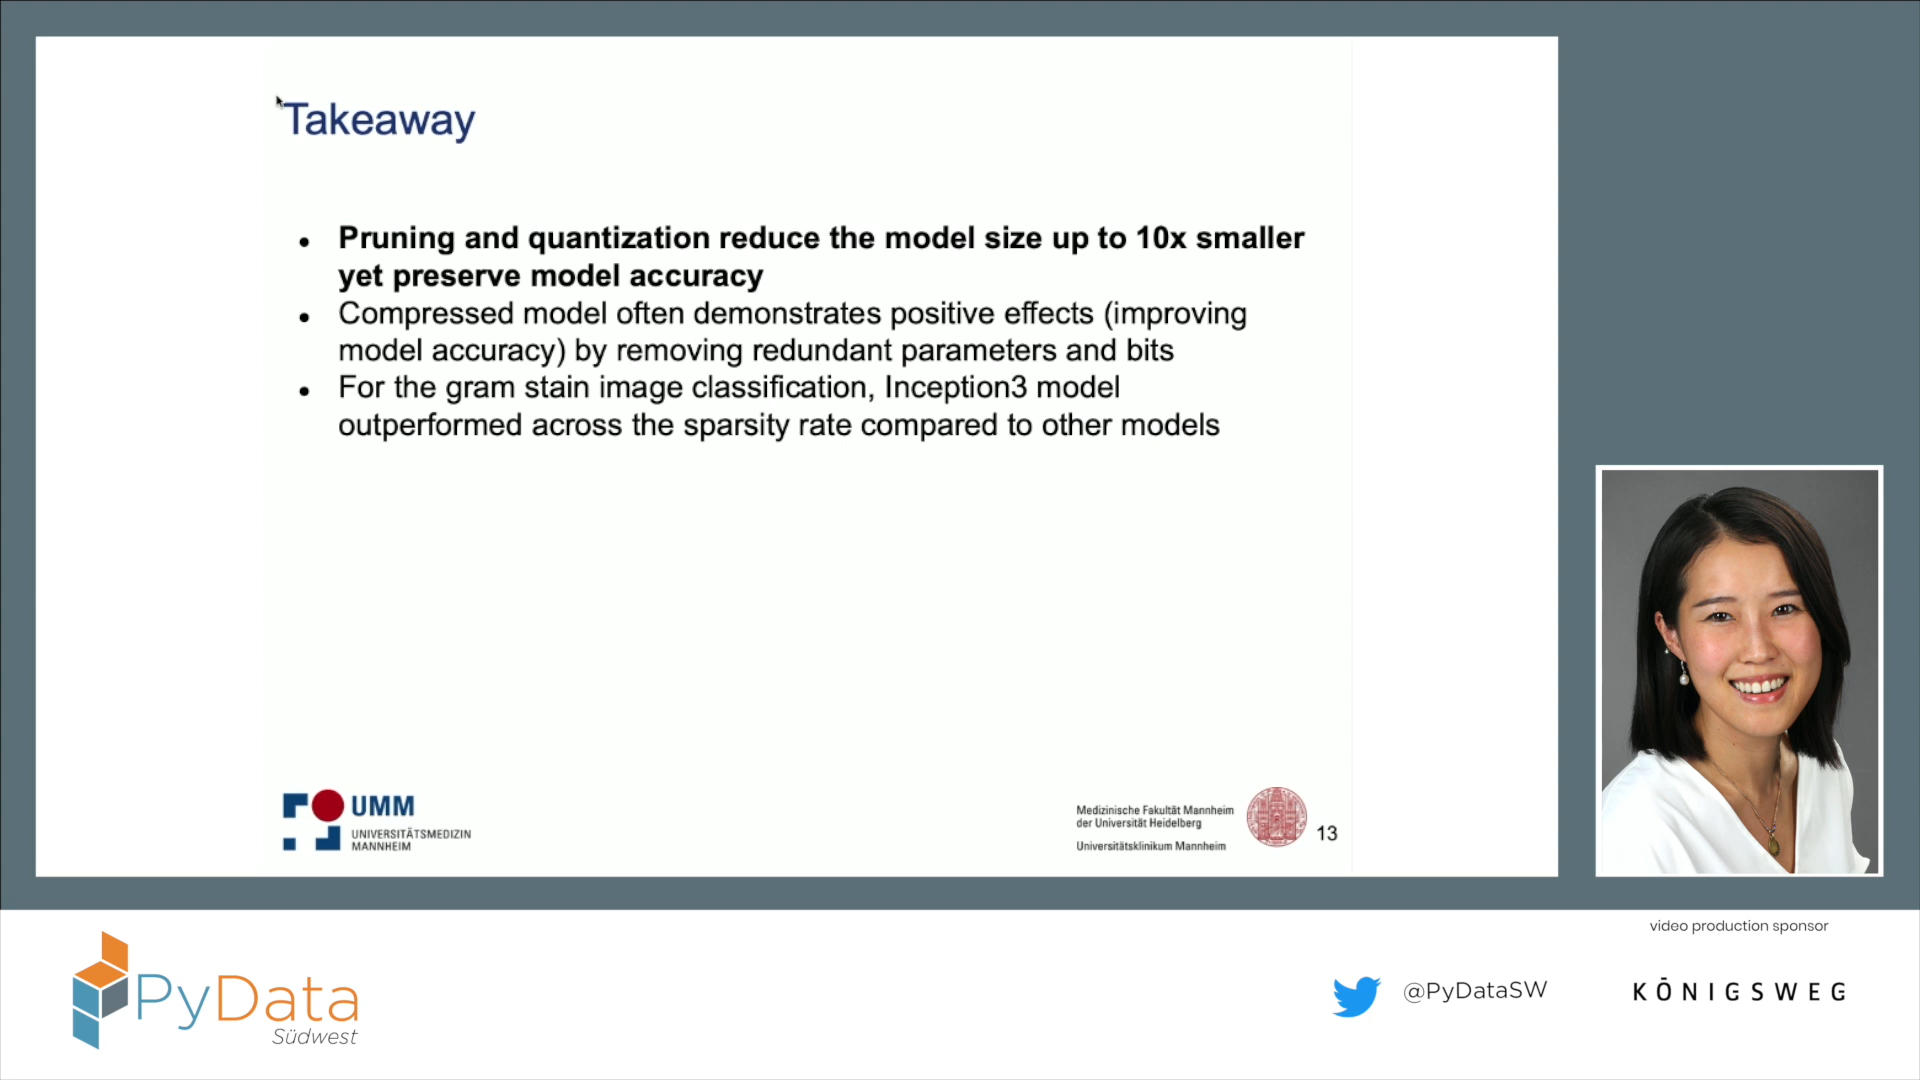 Takeaway
• Pruning and quantization reduce the model size up to 10x smaller
yet preserve model accuracy
• Compressed model often demonstrates positive effects (improving
model accuracy) by removing redundant parameters and bits
• For the gram stain image classification, Inception3 model
outperformed across the sparsity rate compared to other models
UMM
UNIVERSITÄTSMEDIZIN
MANNHEIM
Medizinische Fakultät Mannheim
der Universität Heidelberg
Universitätsklinikum Mannheim
13
video production sponsor
PyData
Südwest
@PyDataSW
KÖNIGSWEG